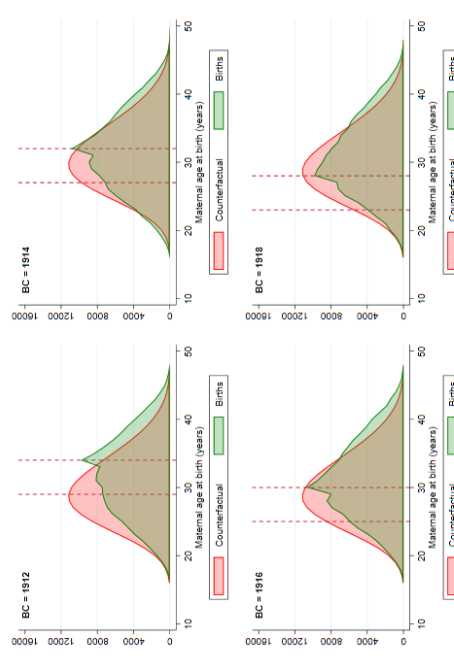 BC = 1912
16000
12000
8000
4000
0
10 20 30 40 50
Maternal age at birth (years)
Counterfactual Births
BC = 1914
16000
12000
8000
4000
0
10 20 30 40 50
Maternal age at birth (years)
Counterfactual Births
BC = 1916
16000
12000
8000
4000
0
10 20 30 40 50
Maternal age at birth (years)
Counterfactual Births
BC = 1918
16000
12000
8000
4000
0
10 20 30 40 50
Maternal age at birth (years)
Counterfactual Births